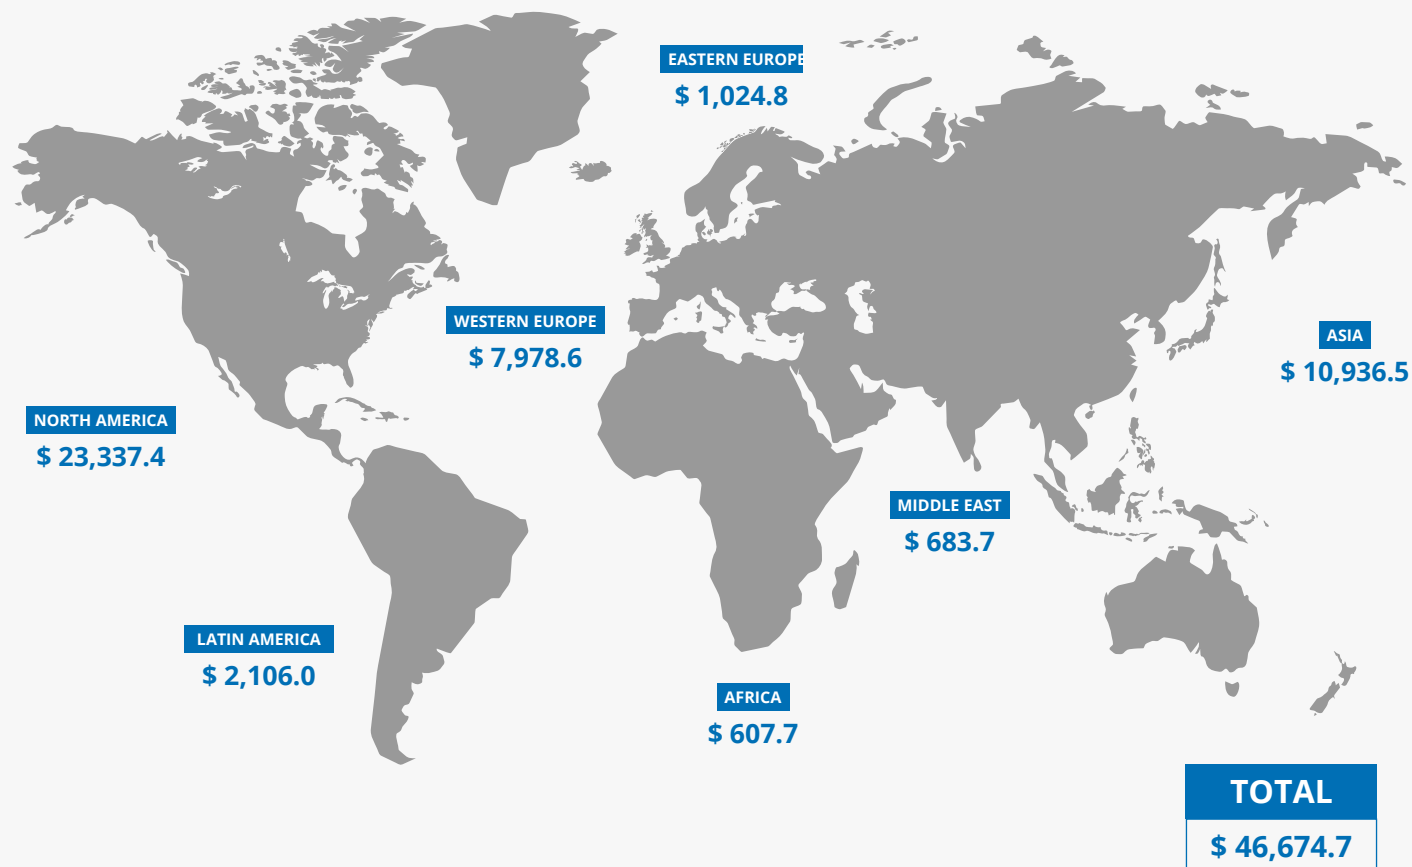 EASTERN EUROPE
$ 1,024.8
WESTERN EUROPE
$ 7,978.6
ASIA
$ 10,936.5
NORTH AMERICA
$ 23,337.4
MIDDLE EAST
$ 683.7
LATIN AMERICA
$ 2,106.0
AFRICA
$ 607.7
TOTAL
$ 46,674.7